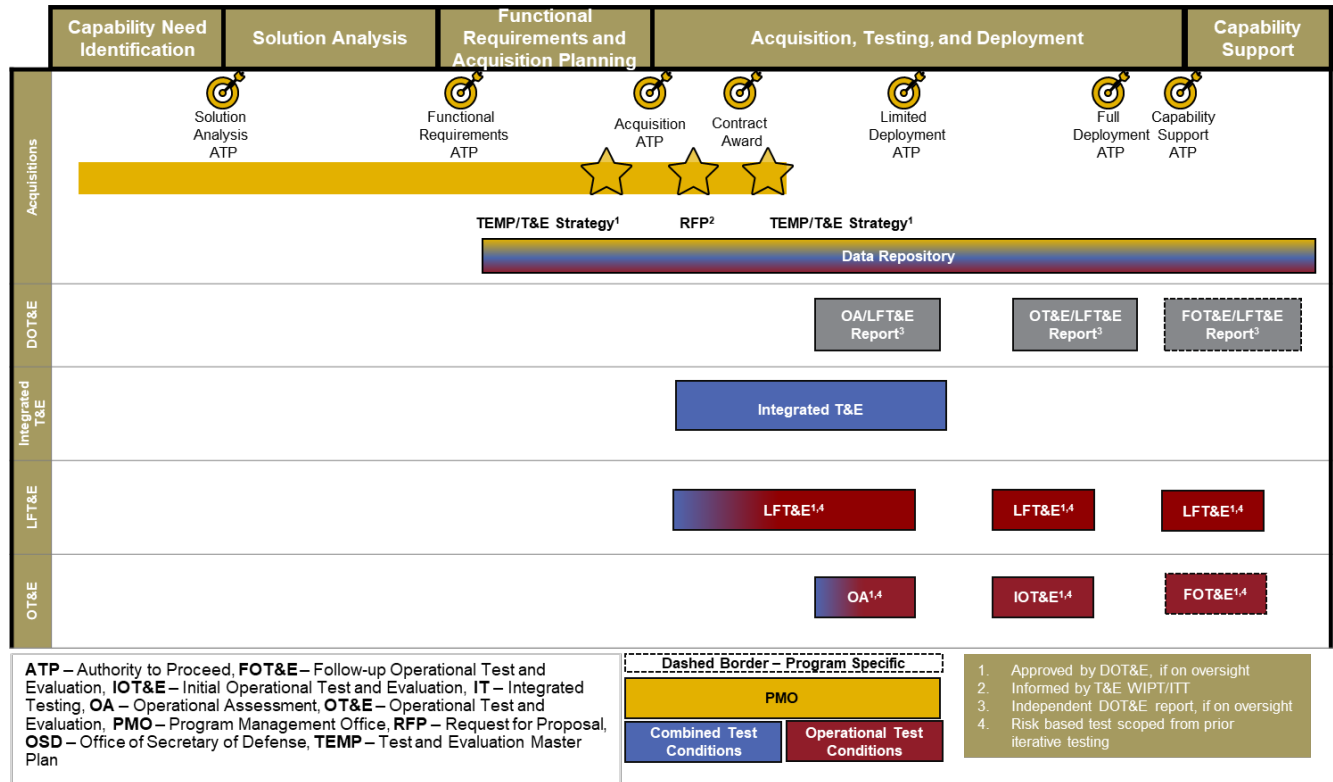 Capability Need
Identification
Solution Analysis
Functional
Requirements and
Acquisition Planning
Acquisition, Testing, and Deployment
Capability
Support
Acquisitions
Solution
Analysis
ATP
Functional
Requirements
ATP
Acquisition
ATP
Contract
Award
Limited
Deployment
ATP
Full
Deployment
ATP
Capability
Support
ATP
TEMP/T&E Strategy¹
RFP²
TEMP/T&E Strategy¹
Data Repository
DOT&E
OA/LFT&E
Report³
OT&E/LFT&E
Report³
FOT&E/LFT&E
Report³
Integrated
T&E
Integrated T&E
LFT&E
LFT&E¹,⁴
LFT&E¹,⁴
LFT&E¹,⁴
OT&E
OA¹,⁴
IOT&E¹,⁴
FOT&E¹,⁴
ATP – Authority to Proceed, FOT&E – Follow-up Operational Test and
Evaluation, IOT&E – Initial Operational Test and Evaluation, IT – Integrated
Testing, OA – Operational Assessment, OT&E – Operational Test and
Evaluation, PMO – Program Management Office, RFP – Request for Proposal,
OSD – Office of Secretary of Defense, TEMP – Test and Evaluation Master
Plan
Dashed Border – Program Specific
PMO
Combined Test
Conditions
Operational Test
Conditions
1. Approved by DOT&E, if on oversight
2. Informed by T&E WIPT/ITT
3. Independent DOT&E report, if on oversight
4. Risk based test scoped from prior
iterative testing